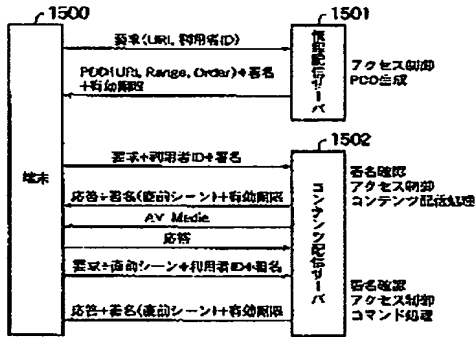 1500
1501
要求(URI, 利用者ID)
PCO(URI, Range, Order)+署名
+有効期限
情報配信サーバ
アクセス制御
PCO生成
端末
1502
要求+利用者ID+署名
応答+署名(直前シーン)+有効期限
AV Media
応答
要求+直前シーン+利用者ID+署名
応答+署名(直前シーン)+有効期限
コンテンツ配信サーバ
署名確認
アクセス制御
コンテンツ配信処理
署名確認
アクセス制御
コマンド処理